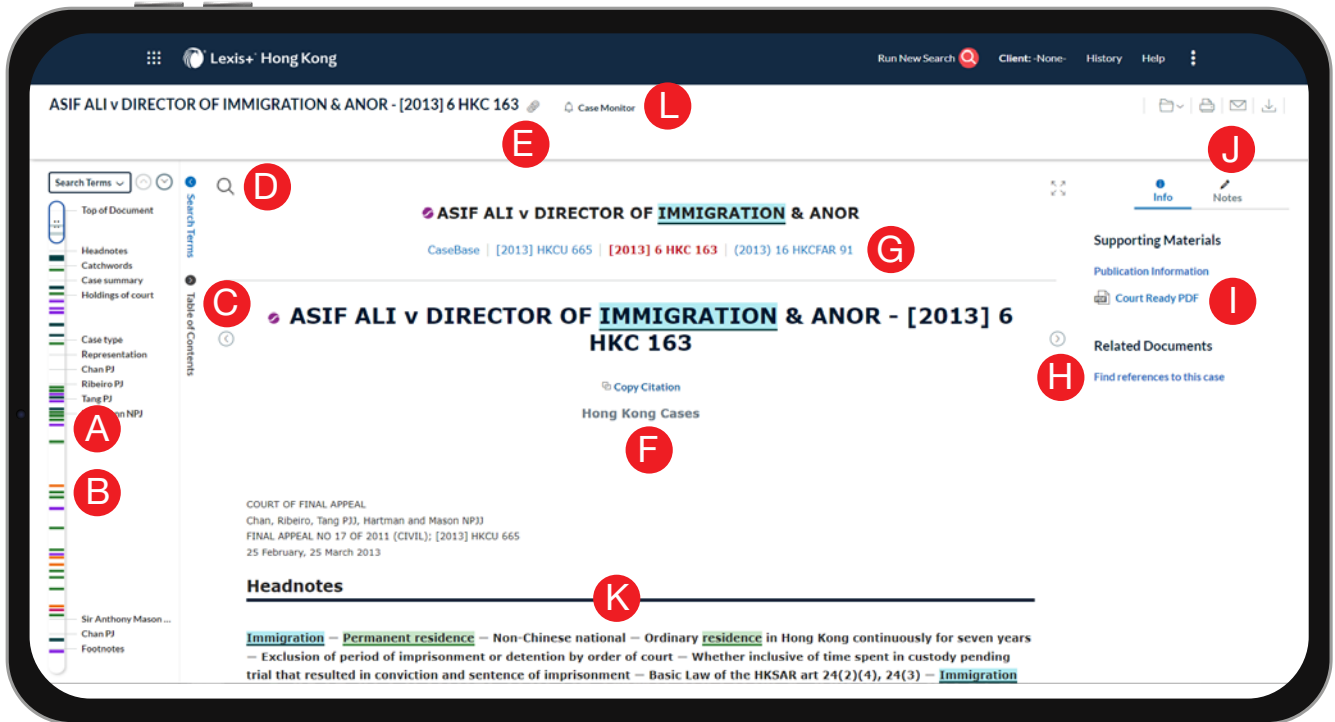 Lexis+ Hong Kong
Run New Search
Client: -None-
History
Help
ASIF ALI v DIRECTOR OF IMMIGRATION & ANOR - [2013] 6 HKC 163
Case Monitor
L
E
J
Search Terms
Top of Document
Headnotes
Catchwords
Case summary
Holdings of court
Case type
Representation
Chan PJ
Ribeiro PJ
Tang PJ
on NPJ
A
B
Sir Anthony Mason ...
Chan PJ
Footnotes
Search Terms
Table of Contents
C
D
ASIF ALI v DIRECTOR OF IMMIGRATION & ANOR
CaseBase | [2013] HKCU 665 | [2013] 6 HKC 163 | (2013) 16 HKCFAR 91
G
ASIF ALI v DIRECTOR OF IMMIGRATION & ANOR - [2013] 6
HKC 163
Copy Citation
Hong Kong Cases
F
COURT OF FINAL APPEAL
Chan, Ribeiro, Tang PJJ, Hartman and Mason NPJJ
FINAL APPEAL NO 17 OF 2011 (CIVIL); [2013] HKCU 665
25 February, 25 March 2013
Headnotes
K
Immigration — Permanent residence — Non-Chinese national — Ordinary residence in Hong Kong continuously for seven years
— Exclusion of period of imprisonment or detention by order of court — Whether inclusive of time spent in custody pending
trial that resulted in conviction and sentence of imprisonment — Basic Law of the HKSAR art 24(2)(4), 24(3) — Immigration
Info
Notes
Supporting Materials
Publication Information
Court Ready PDF
I
Related Documents
H
Find references to this case